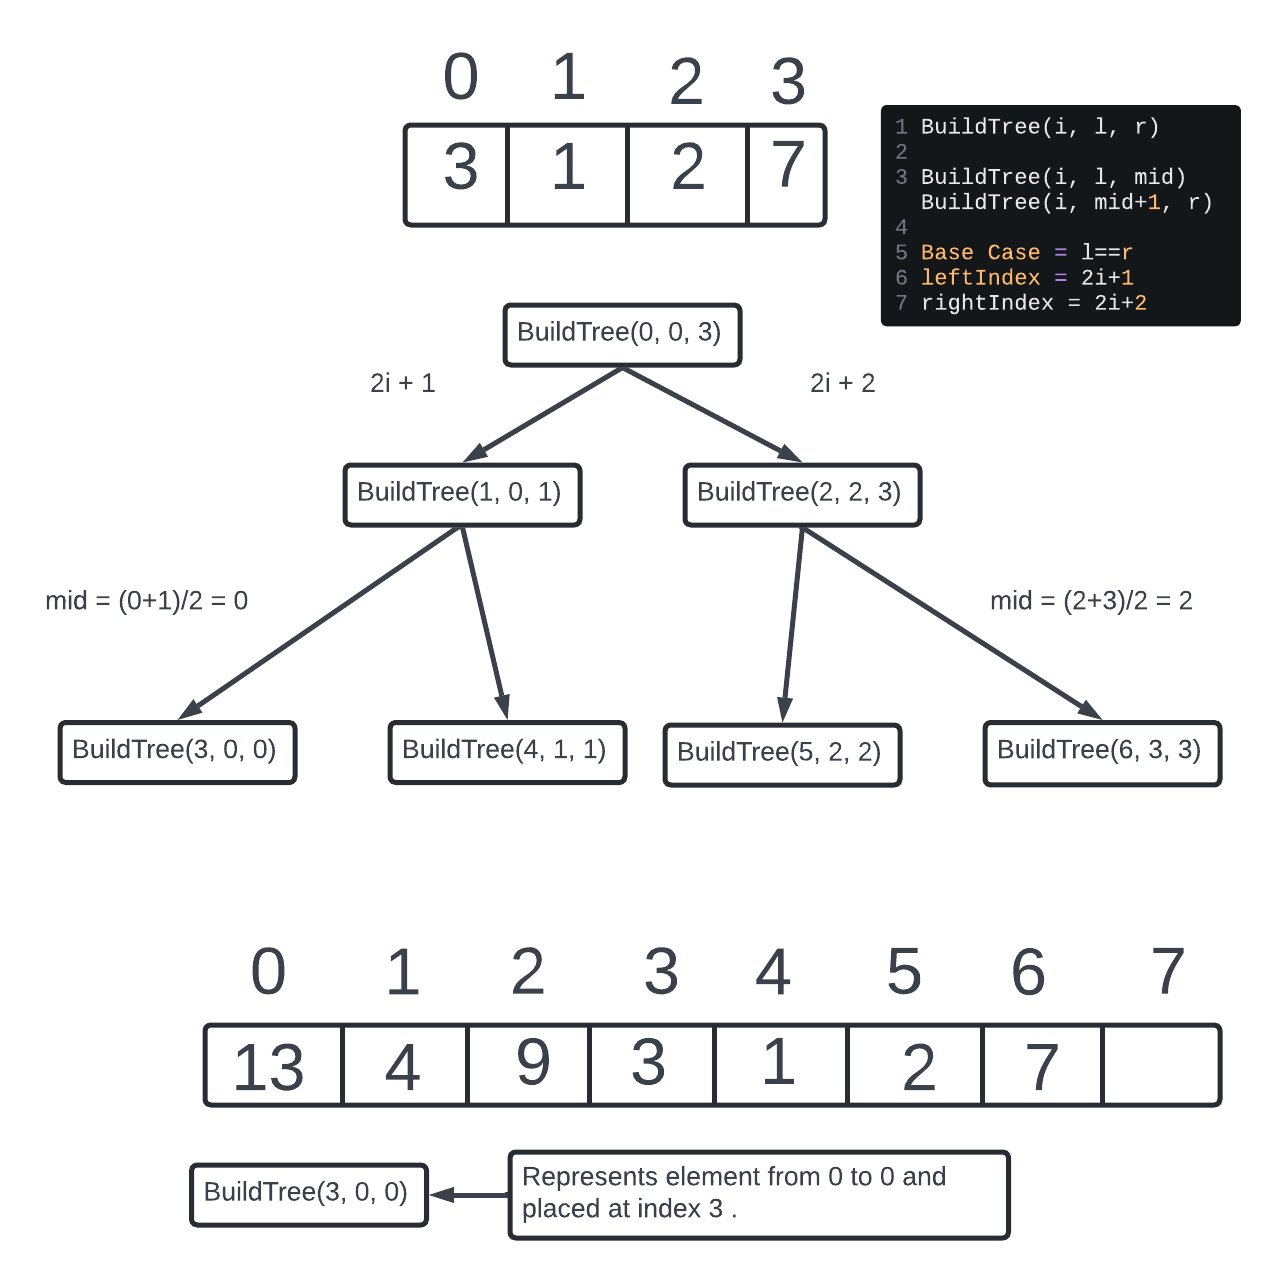 0 1 2 3
3 1 2 7
1 BuildTree(i, l, r)
2
3 BuildTree(i, l, mid)
BuildTree(i, mid+1, r)
4
5 Base Case = l==r
6 leftIndex = 2i+1
7 rightIndex = 2i+2
BuildTree(0, 0, 3)
2i + 1
2i + 2
BuildTree(1, 0, 1)
BuildTree(2, 2, 3)
mid = (0+1)/2 = 0
mid = (2+3)/2 = 2
BuildTree(3, 0, 0)
BuildTree(4, 1, 1)
BuildTree(5, 2, 2)
BuildTree(6, 3, 3)
0 1 2 3 4 5 6 7
13 4 9 3 1 2 7
BuildTree(3, 0, 0)
Represents element from 0 to 0 and
placed at index 3 .